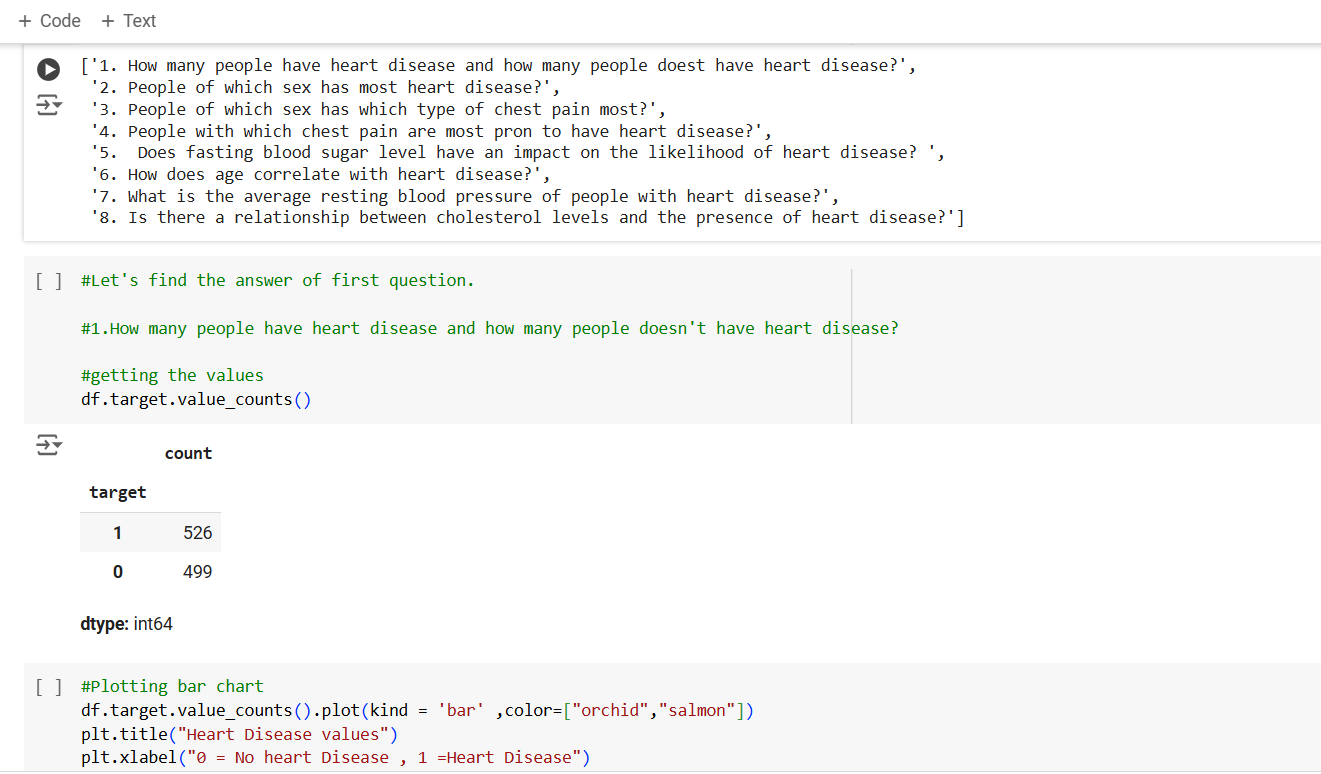 + Code + Text
['1. How many people have heart disease and how many people doest have heart disease?',
'2. People of which sex has most heart disease?',
'3. People of which sex has which type of chest pain most?',
'4. People with which chest pain are most pron to have heart disease?',
'5.  Does fasting blood sugar level have an impact on the likelihood of heart disease? ',
'6. How does age correlate with heart disease?',
'7. What is the average resting blood pressure of people with heart disease?',
'8. Is there a relationship between cholesterol levels and the presence of heart disease?']
[ ] #Let's find the answer of first question.
#1.How many people have heart disease and how many people doesn't have heart disease?
#getting the values
df.target.value_counts()
count
target
1 526
0 499
dtype: int64
[ ] #Plotting bar chart
df.target.value_counts().plot(kind = 'bar' ,color=["orchid","salmon"])
plt.title("Heart Disease values")
plt.xlabel("0 = No heart Disease , 1 =Heart Disease")